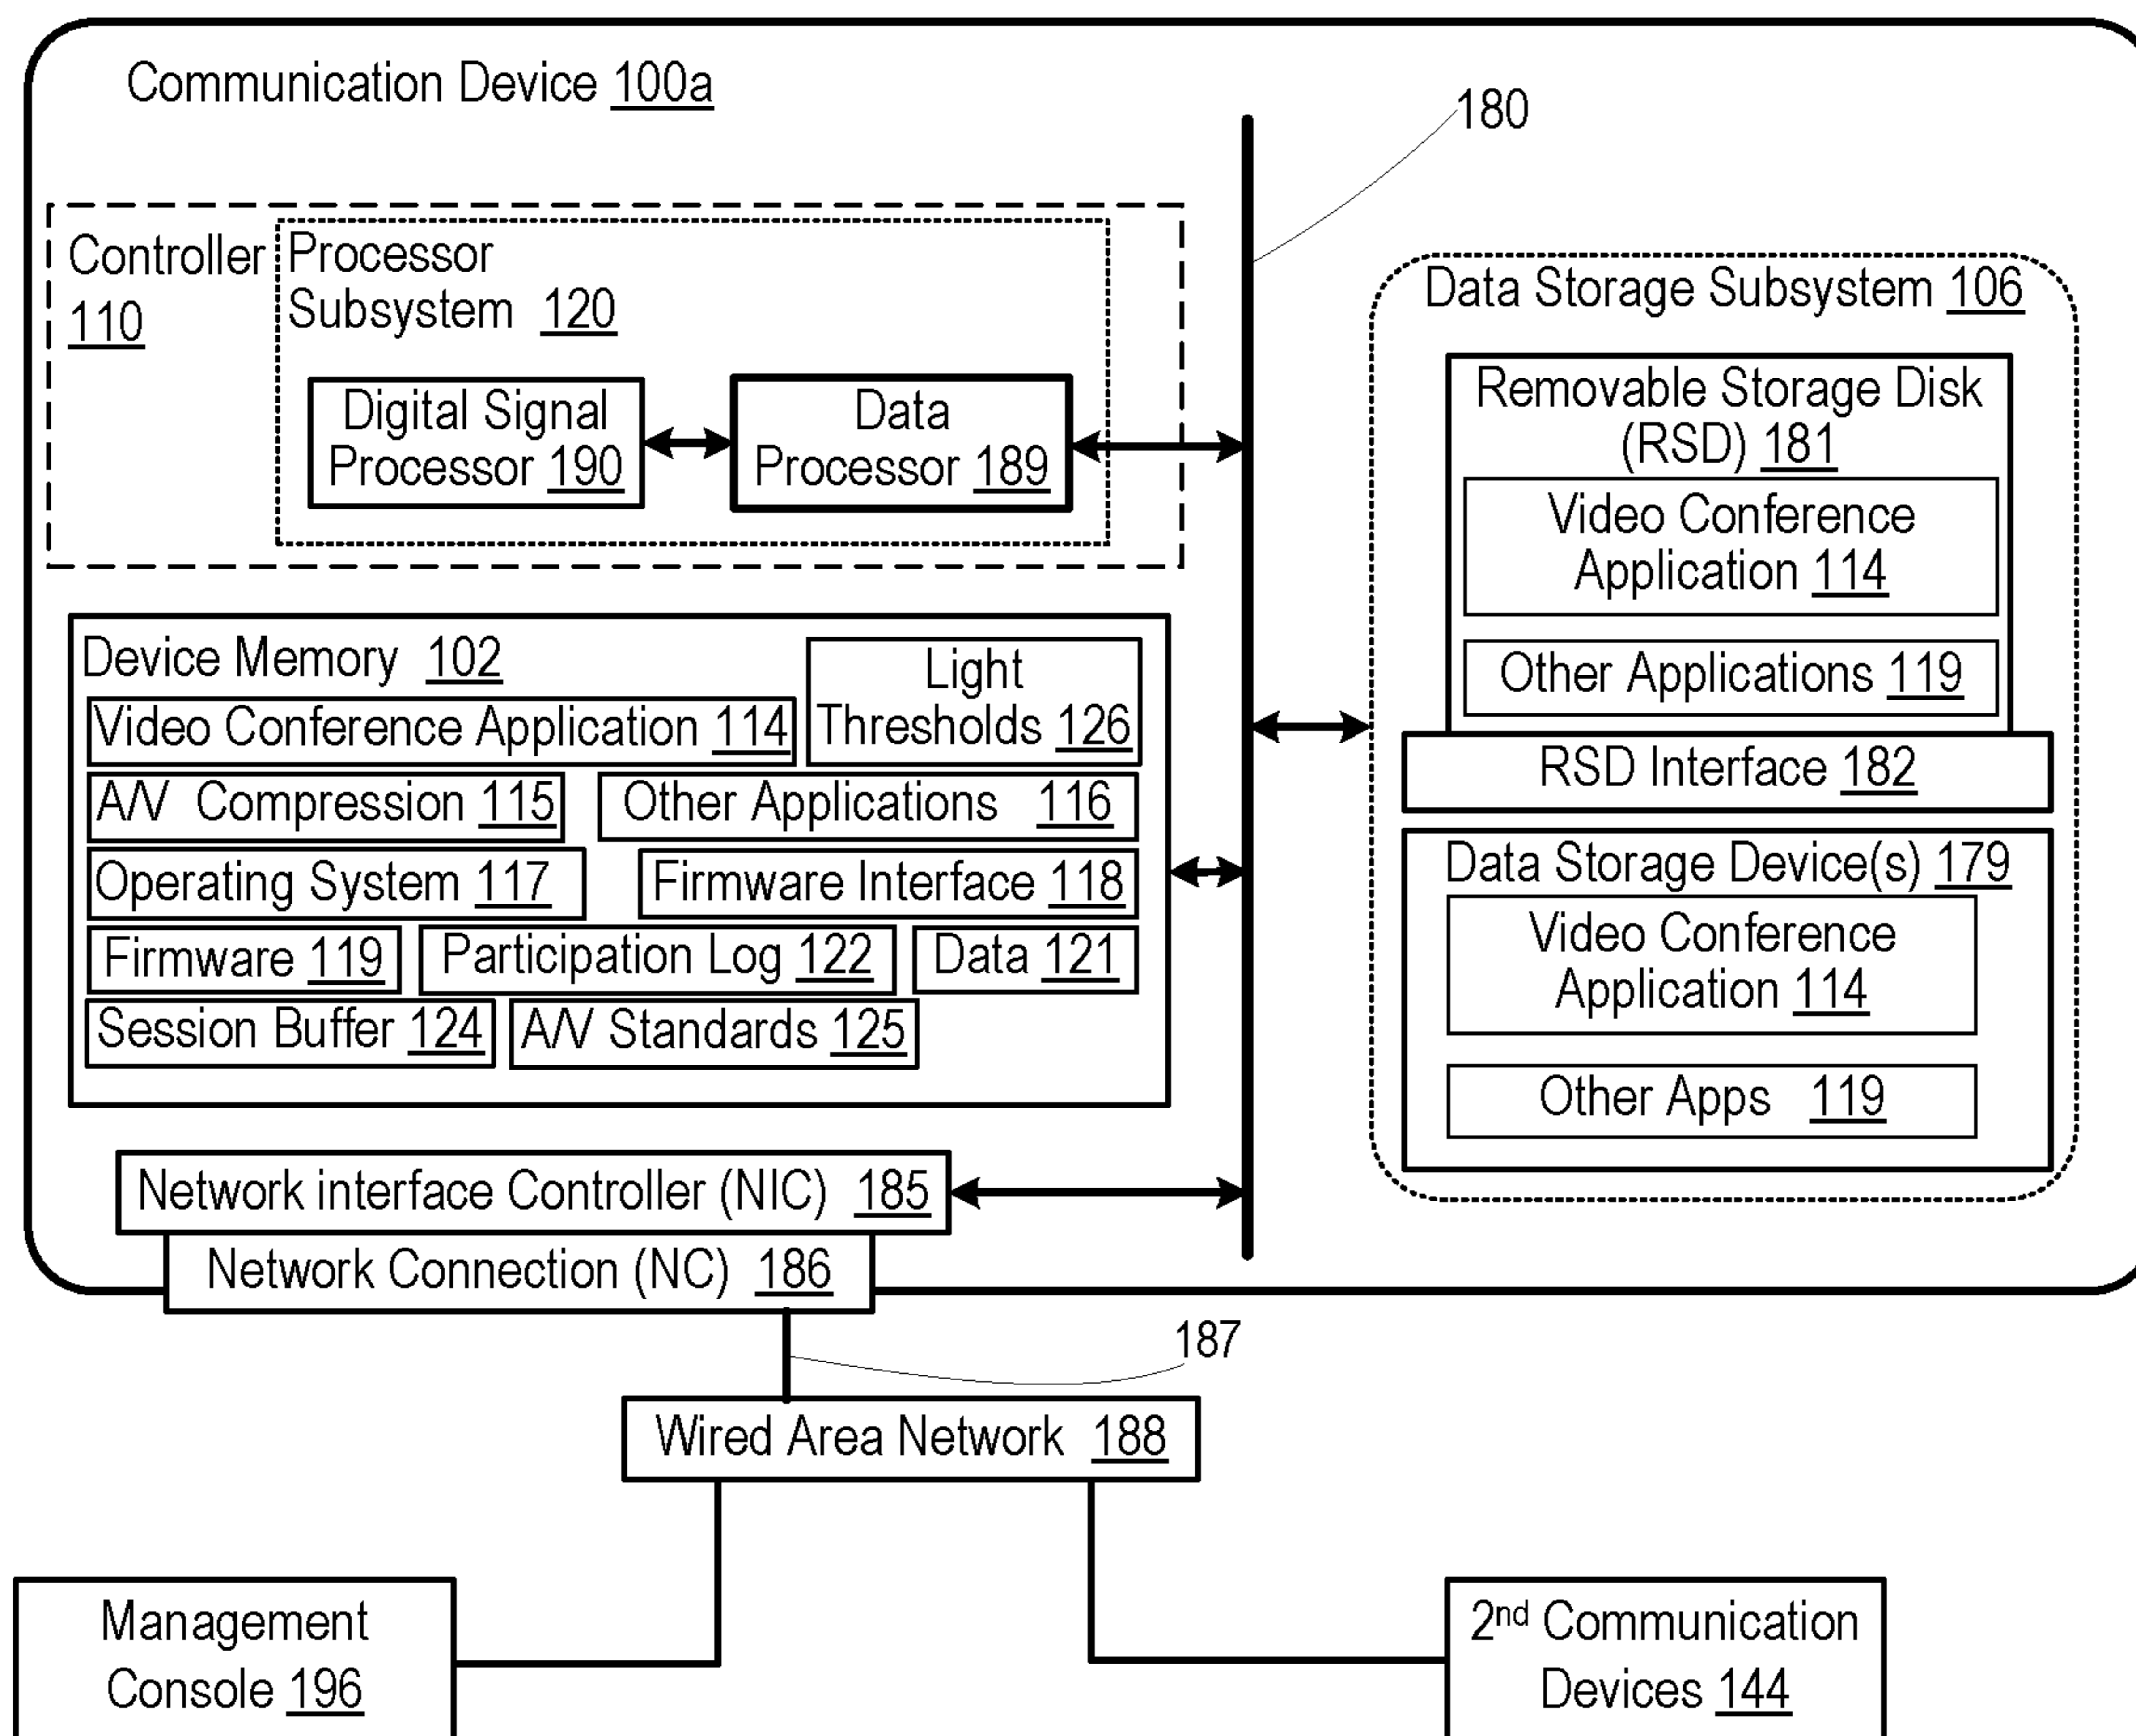 Communication Device 100a
180
Controller
110
Processor
Subsystem 120
Digital Signal
Processor 190
Data
Processor 189
Data Storage Subsystem 106
Removable Storage Disk
(RSD) 181
Video Conference
Application 114
Other Applications 119
RSD Interface 182
Data Storage Device(s) 179
Video Conference
Application 114
Other Apps 119
Device Memory 102
Light
Thresholds 126
Video Conference Application 114
A/V Compression 115
Other Applications 116
Operating System 117
Firmware Interface 118
Firmware 119
Participation Log 122
Data 121
Session Buffer 124
A/V Standards 125
Network interface Controller (NIC) 185
Network Connection (NC) 186
187
Wired Area Network 188
Management
Console 196
2nd Communication
Devices 144